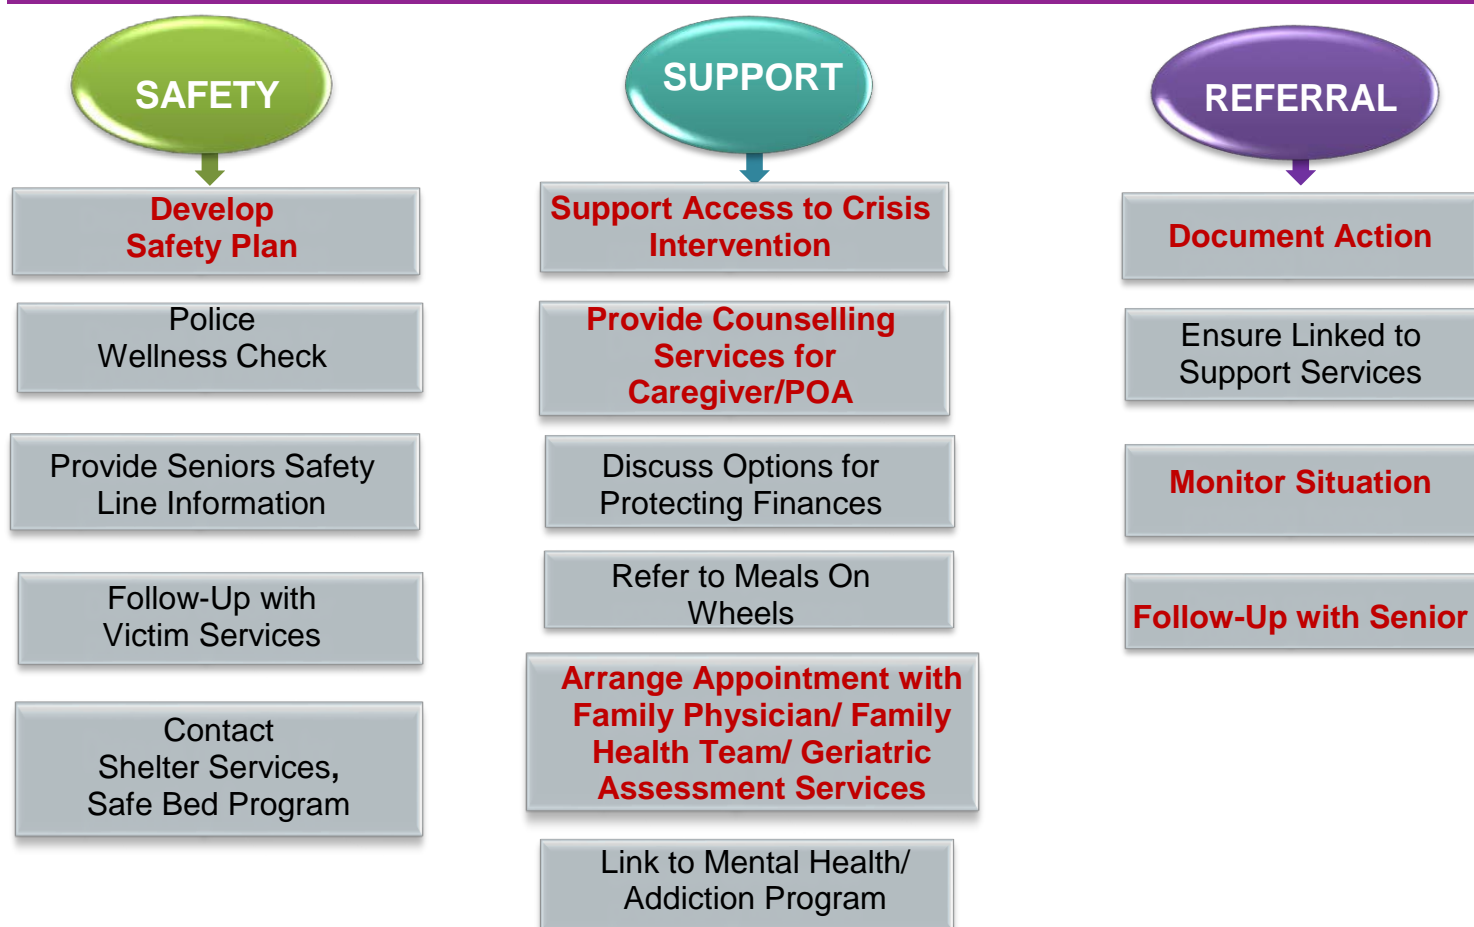 SAFETY
Develop
Safety Plan
Police
Wellness Check
Provide Seniors Safety
Line Information
Follow-Up with
Victim Services
Contact
Shelter Services,
Safe Bed Program
SUPPORT
Support Access to Crisis
Intervention
Provide Counselling
Services for
Caregiver/POA
Discuss Options for
Protecting Finances
Refer to Meals On
Wheels
Arrange Appointment with
Family Physician/ Family
Health Team/ Geriatric
Assessment Services
Link to Mental Health/
Addiction Program
REFERRAL
Document Action
Ensure Linked to
Support Services
Monitor Situation
Follow-Up with Senior